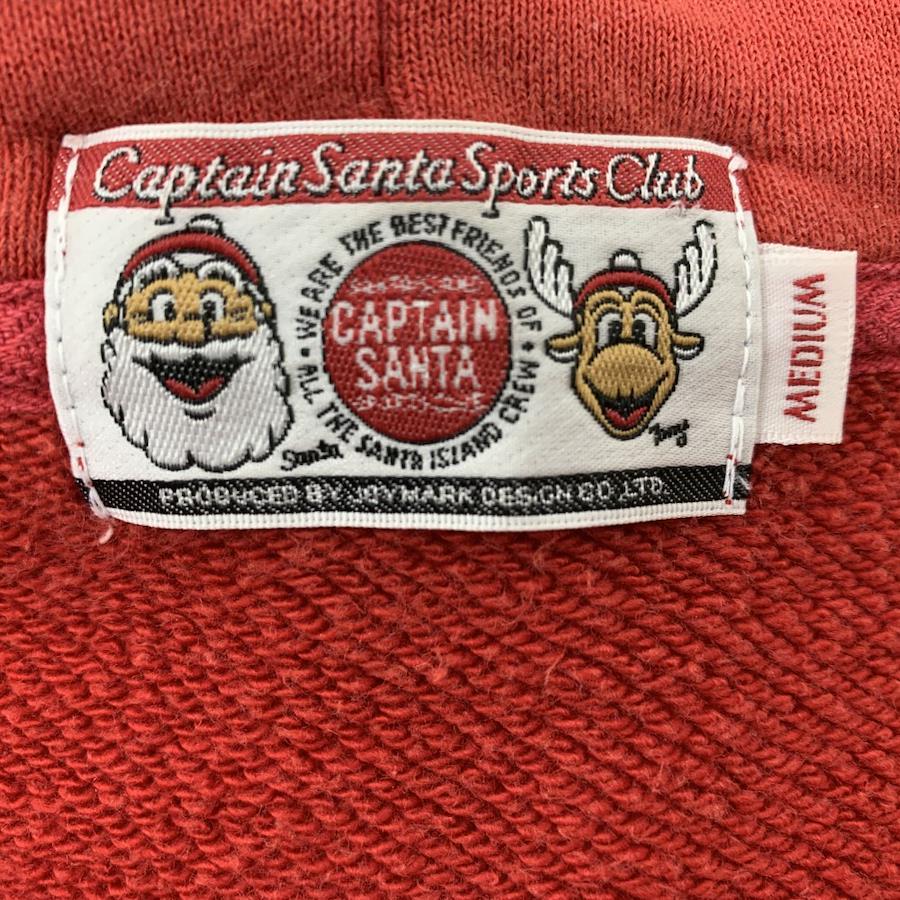 Captain Santa Sports Club
WE ARE THE BEST FRIENDS OF •
ALL THE SANTA ISLAND CREW •
CAPTAIN
SANTA
Santa
PRODUCED BY JOYMARK DESIGN CO.,LTD.
MEDIUM